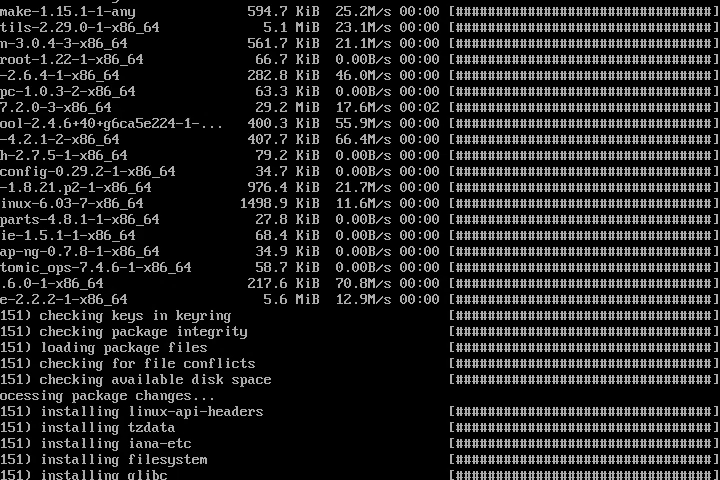 make-1.15.1-1-any 594.7 KiB 25.2M/s 00:00 [################################]
tils-2.29.0-1-x86_64 5.1 MiB 23.1M/s 00:00 [################################]
n-3.0.4-3-x86_64 561.7 KiB 21.1M/s 00:00 [################################]
root-1.22-1-x86_64 66.7 KiB 0.00B/s 00:00 [################################]
-2.6.4-1-x86_64 282.8 KiB 46.0M/s 00:00 [################################]
pc-1.0.3-2-x86_64 63.3 KiB 0.00B/s 00:00 [################################]
7.2.0-3-x86_64 29.2 MiB 17.6M/s 00:02 [################################]
ool-2.4.6+40+g6ca5e224-1-... 400.3 KiB 55.9M/s 00:00 [################################]
-4.2.1-2-x86_64 407.7 KiB 66.4M/s 00:00 [################################]
h-2.7.5-1-x86_64 79.2 KiB 0.00B/s 00:00 [################################]
config-0.29.2-1-x86_64 34.7 KiB 0.00B/s 00:00 [################################]
-1.8.21.p2-1-x86_64 976.4 KiB 21.7M/s 00:00 [################################]
inux-6.03-7-x86_64 1498.9 KiB 11.6M/s 00:00 [################################]
parts-4.8.1-1-x86_64 27.8 KiB 0.00B/s 00:00 [################################]
ie-1.5.1-1-x86_64 68.4 KiB 0.00B/s 00:00 [################################]
ap-ng-0.7.8-1-x86_64 34.9 KiB 0.00B/s 00:00 [################################]
tomic_ops-7.4.6-1-x86_64 58.7 KiB 0.00B/s 00:00 [################################]
.6.0-1-x86_64 217.6 KiB 70.8M/s 00:00 [################################]
e-2.2.2-1-x86_64 5.6 MiB 12.9M/s 00:00 [################################]
151) checking keys in keyring [################################]
151) checking package integrity [################################]
151) loading package files [################################]
151) checking for file conflicts [################################]
151) checking available disk space [################################]
ocessing package changes...
151) installing linux-api-headers [################################]
151) installing tzdata [################################]
151) installing iana-etc [################################]
151) installing filesystem [################################]
151) installing glibc [################################]